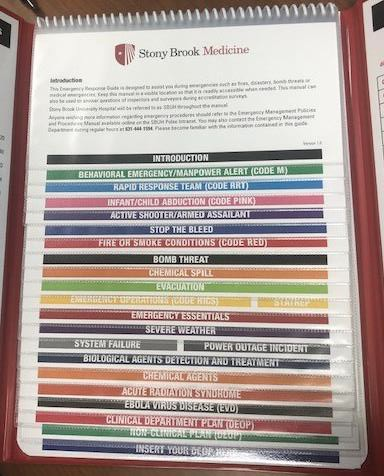 Stony Brook Medicine
Introduction
This Emergency Response Guide is designed to assist you during emergencies such as fires, disasters, bomb threats or
medical emergencies. Keep this manual in a visible location so that it is readily accessible when needed. This manual can
also be used to answer questions of inspectors and surveyors during accreditation surveys.
Stony Brook University Hospital will be referred to as SBUH throughout the manual.
Anyone needing more information regarding emergency procedures should refer to the Emergency Management Policies
and Procedures Manual available online on the SBUH Pulse Intranet. You may also contact the Emergency Management
Department during regular hours at 631-444-1194. Please become familiar with the information contained in this guide.
INTRODUCTION
BEHAVIORAL EMERGENCY/MANPOWER ALERT (CODE M)
RAPID RESPONSE TEAM (CODE RRT)
INFANT/CHILD ABDUCTION (CODE PINK)
ACTIVE SHOOTER/ARMED ASSAILANT
STOP THE BLEED
FIRE OR SMOKE CONDITIONS (CODE RED)
BOMB THREAT
CHEMICAL SPILL
EVACUATION
EMERGENCY OPERATIONS (CODE HICS) STATREP
EMERGENCY ESSENTIALS
SEVERE WEATHER
SYSTEM FAILURE POWER OUTAGE INCIDENT
BIOLOGICAL AGENTS DETECTION AND TREATMENT
CHEMICAL AGENTS
ACUTE RADIATION SYNDROME
EBOLA VIRUS DISEASE (EVD)
CLINICAL DEPARTMENT PLAN (DEOP)
NON-CLINICAL PLAN (DEOP)
INSERT YOUR DEOP HERE